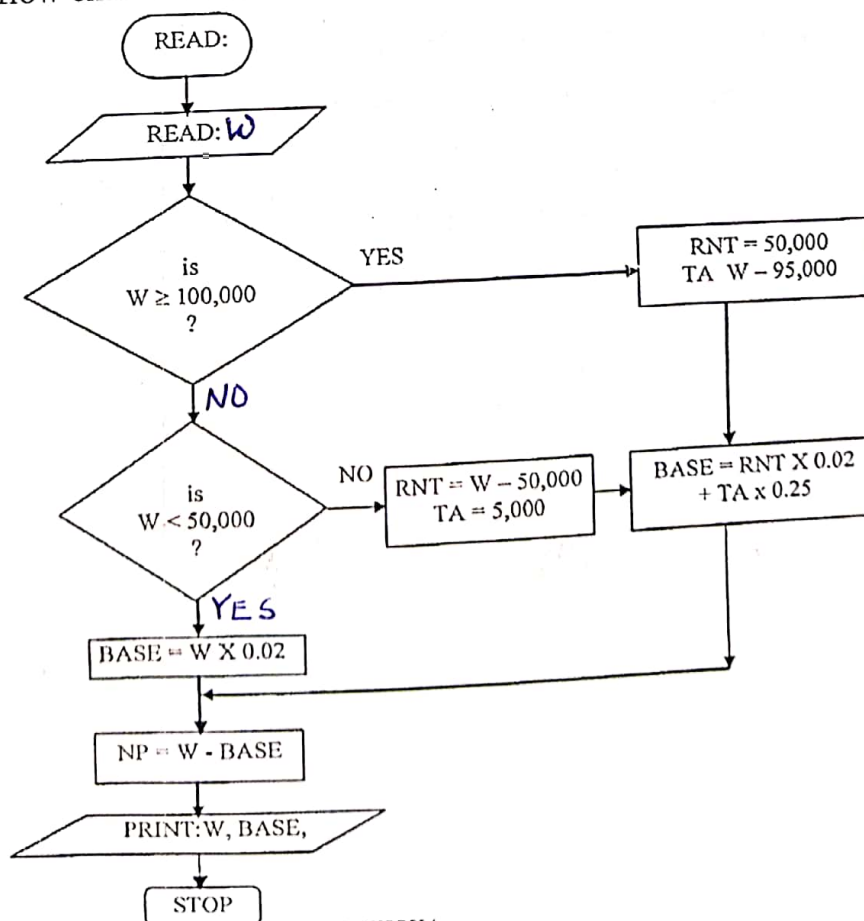 READ:
READ: W
is
W ≥ 100,000
?
YES
RNT = 50,000
TA W – 95,000
NO
is
W < 50,000
?
NO
RNT = W – 50,000
TA = 5,000
BASE = RNT X 0.02
+ TA x 0.25
YES
BASE = W X 0.02
NP = W - BASE
PRINT: W, BASE,
STOP